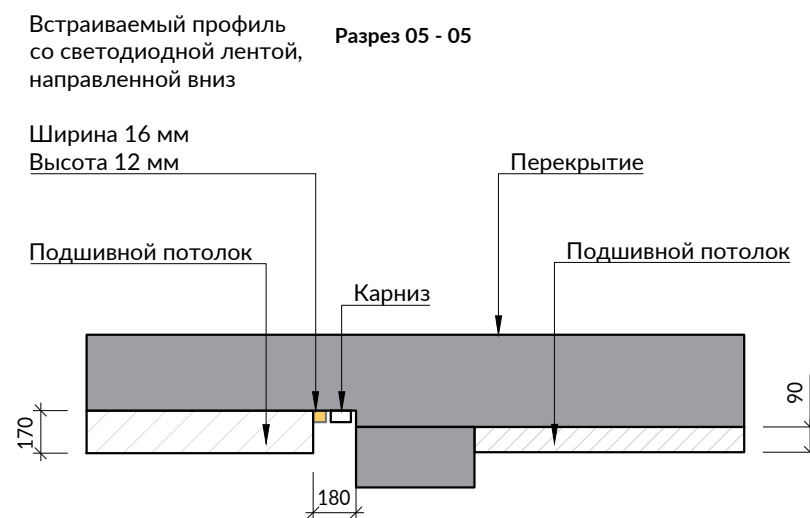 Встраиваемый профиль
со светодиодной лентой,
направленной вниз
Разрез 05 - 05
Ширина 16 мм
Высота 12 мм
Перекрытие
Подшивной потолок
Подшивной потолок
Карниз
170
180
90